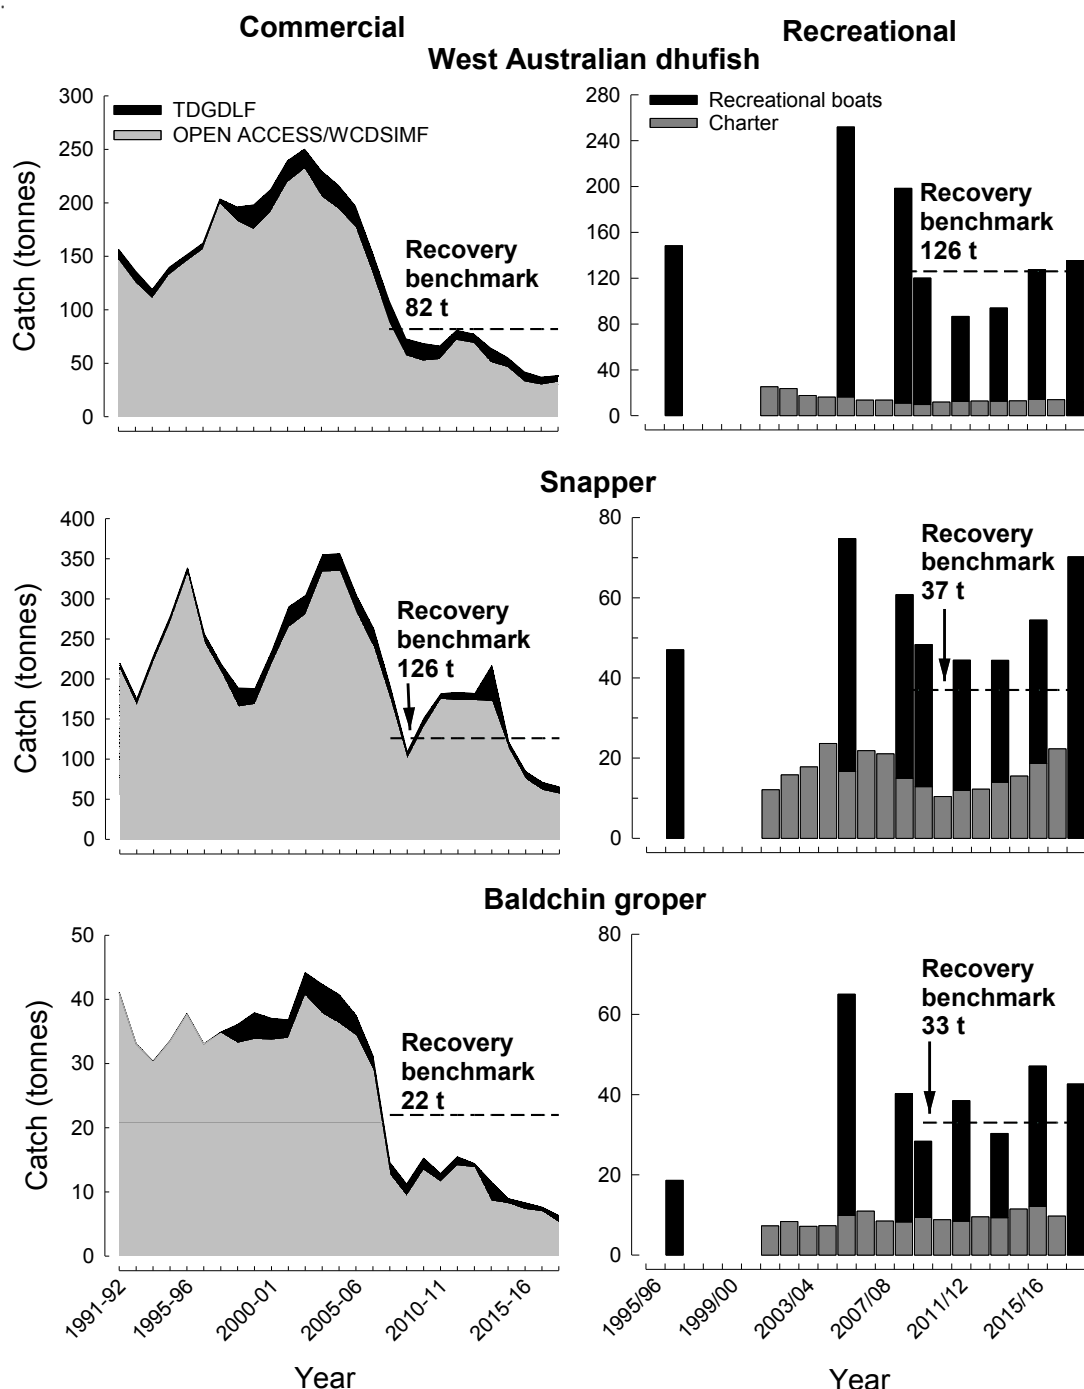 Commercial
Recreational
West Australian dhufish
300
250
200
150
100
50
0
Catch (tonnes)
TDGDLF
OPEN ACCESS/WCDSIMF
Recovery
benchmark
82 t
280
240
200
160
120
80
40
0
Recreational boats
Charter
Recovery
benchmark
126 t
Snapper
400
350
300
250
200
150
100
50
0
Catch (tonnes)
Recovery
benchmark
126 t
80
60
40
20
0
Recovery
benchmark
37 t
Baldchin groper
50
40
30
20
10
0
Catch (tonnes)
Recovery
benchmark
22 t
80
60
40
20
0
Recovery
benchmark
33 t
1991-92
1995-96
2000-01
2005-06
2010-11
2015-16
Year
1995/96
1999/00
2003/04
2007/08
2011/12
2015/16
Year